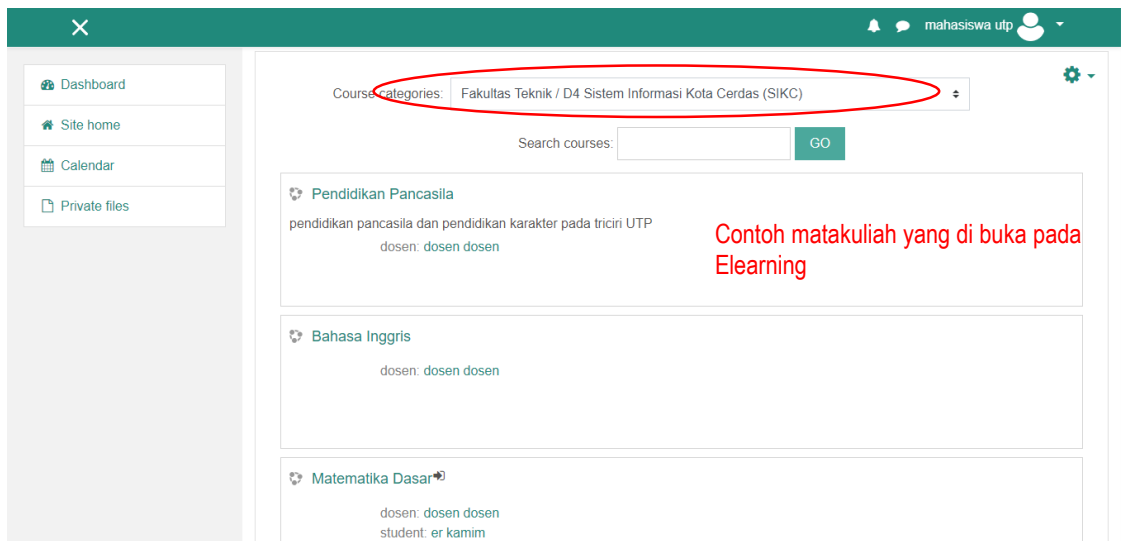 mahasiswa utp
Dashboard
Site home
Calendar
Private files
Course categories: Fakultas Teknik / D4 Sistem Informasi Kota Cerdas (SIKC)
Search courses: GO
Pendidikan Pancasila
pendidikan pancasila dan pendidikan karakter pada triciri UTP
dosen: dosen dosen
Contoh matakuliah yang di buka pada
Elearning
Bahasa Inggris
dosen: dosen dosen
Matematika Dasar
dosen: dosen dosen
student: er kamim